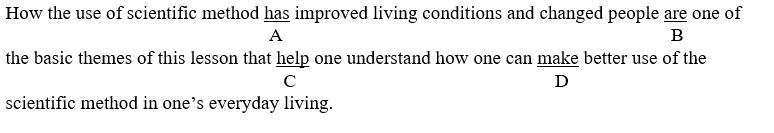 How the use of scientific method has improved living conditions and changed people are one of
A B
the basic themes of this lesson that help one understand how one can make better use of the
C D
scientific method in one’s everyday living.